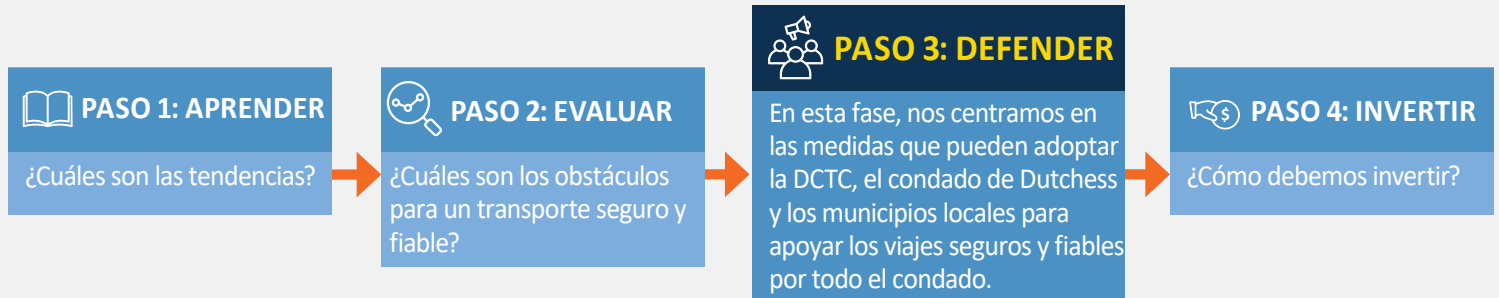 PASO 1: APRENDER
¿Cuáles son las tendencias?
PASO 2: EVALUAR
¿Cuáles son los obstáculos
para un transporte seguro y
fiable?
PASO 3: DEFENDER
En esta fase, nos centramos en
las medidas que pueden adoptar
la DCTC, el condado de Dutchess
y los municipios locales para
apoyar los viajes seguros y fiables
por todo el condado.
PASO 4: INVERTIR
¿Cómo debemos invertir?